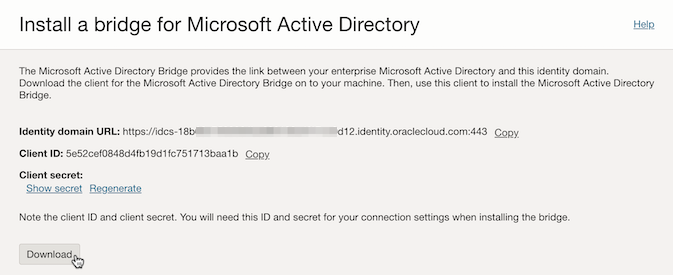 Install a bridge for Microsoft Active Directory
Help
The Microsoft Active Directory Bridge provides the link between your enterprise Microsoft Active Directory and this identity domain.
Download the client for the Microsoft Active Directory Bridge on to your machine. Then, use this client to install the Microsoft Active Directory
Bridge.
Identity domain URL: https://idcs-18b d12.identity.oraclecloud.com:443 Copy
Client ID: 5e52cef0848d4fb19d1fc751713baa1b Copy
Client secret:
Show secret Regenerate
Note the client ID and client secret. You will need this ID and secret for your connection settings when installing the bridge.
Download